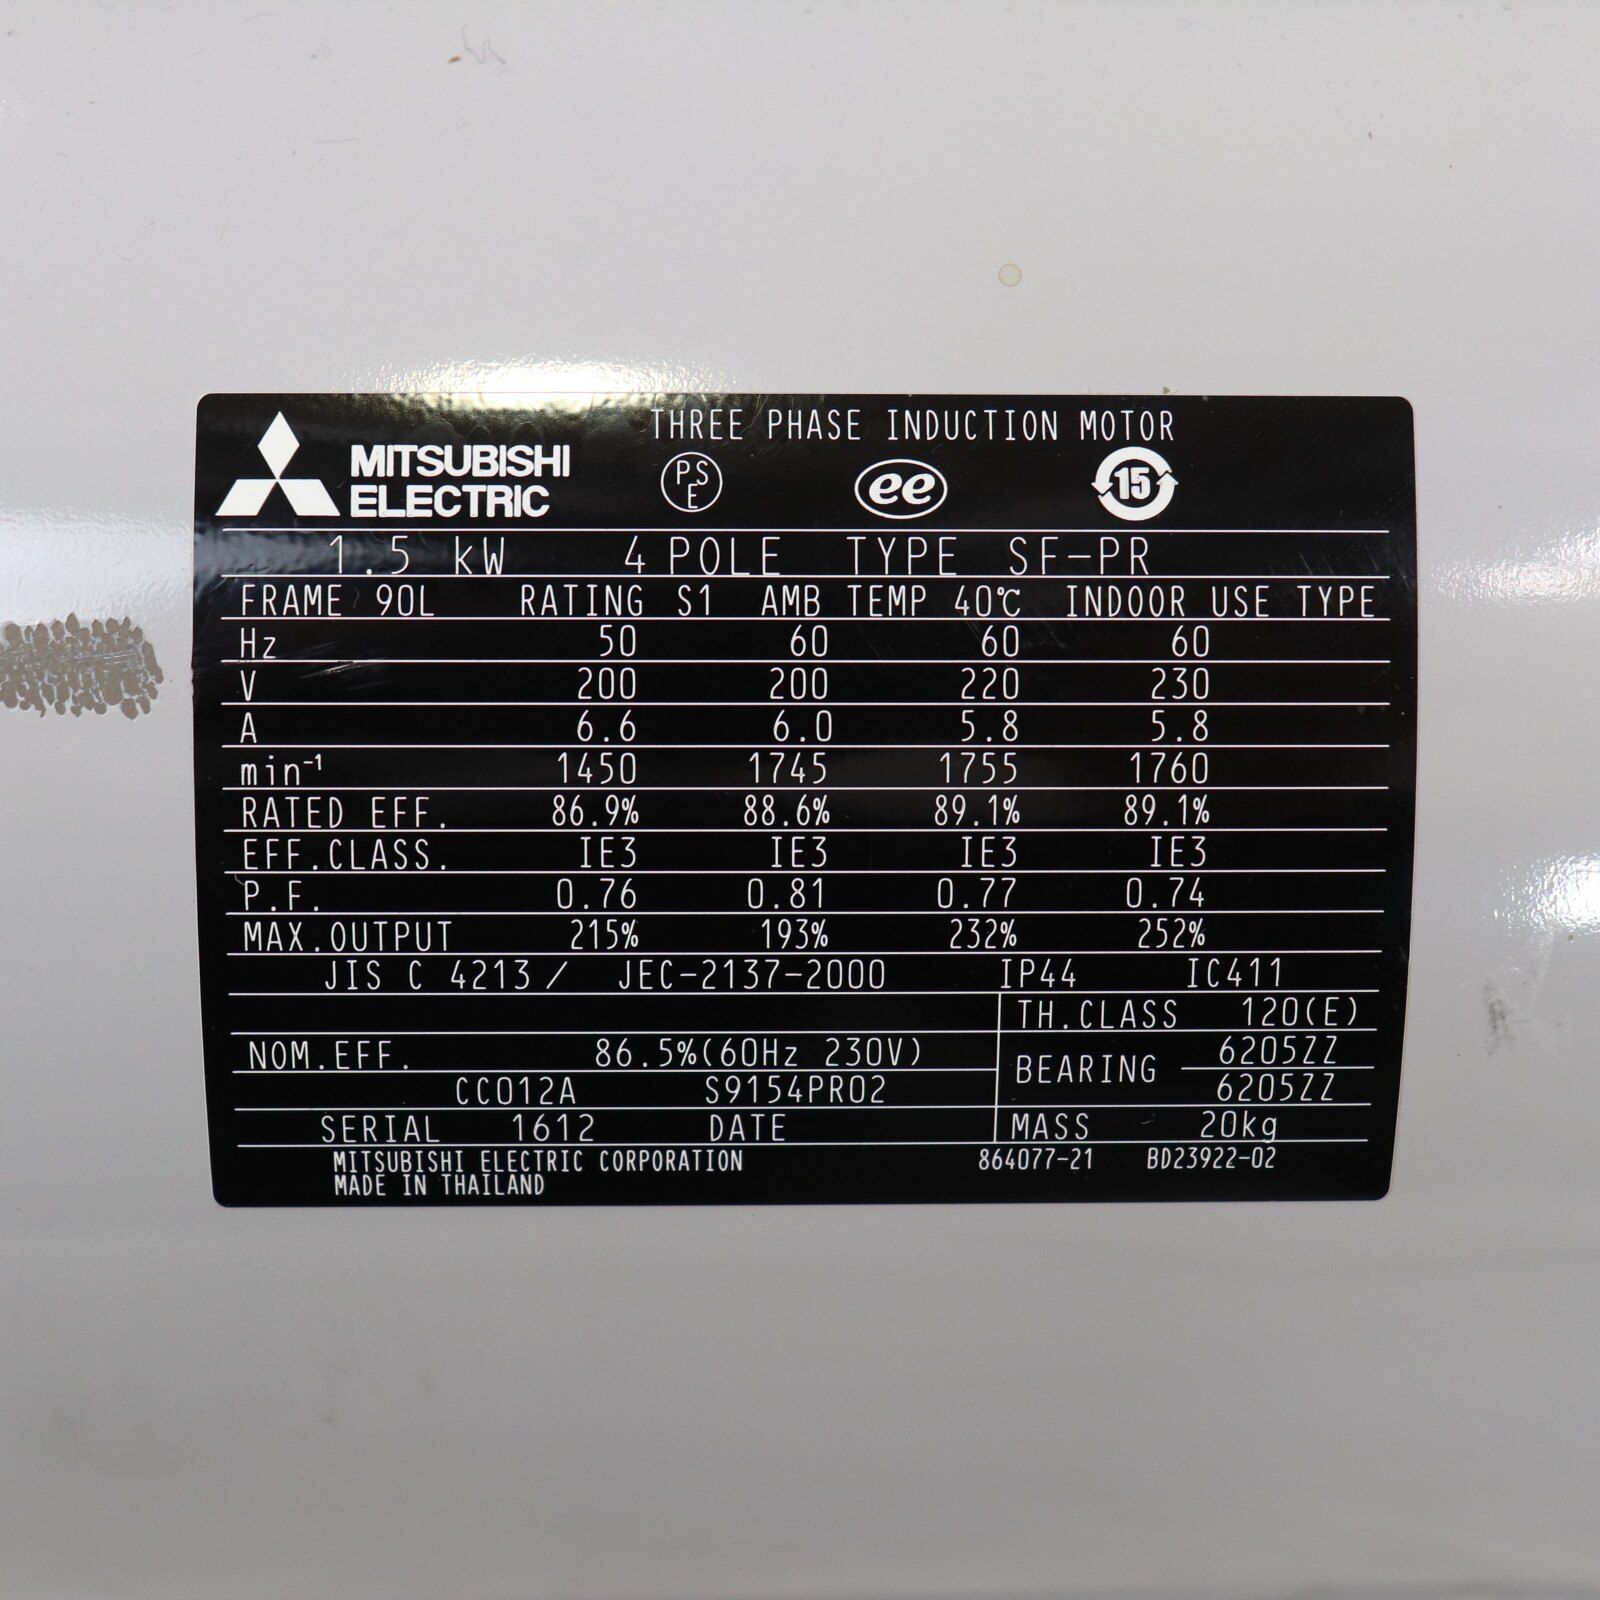 THREE PHASE INDUCTION MOTOR
MITSUBISHI
ELECTRIC
PSE
ee
15
1.5 kW 4 POLE TYPE SF-PR
FRAME 90L RATING S1 AMB TEMP 40℃ INDOOR USE TYPE
Hz 50 60 60 60
V 200 200 220 230
A 6.6 6.0 5.8 5.8
min⁻¹ 1450 1745 1755 1760
RATED EFF. 86.9% 88.6% 89.1% 89.1%
EFF.CLASS. IE3 IE3 IE3 IE3
P.F. 0.76 0.81 0.77 0.74
MAX.OUTPUT 215% 193% 232% 252%
JIS C 4213/ JEC-2137-2000 IP44 IC411
TH.CLASS 120(E)
NOM.EFF. 86.5%(60Hz 230V)
BEARING 6205ZZ
6205ZZ
CC012A S9154PR02
SERIAL 1612 DATE
MASS 20kg
MITSUBISHI ELECTRIC CORPORATION 864077-21 BD23922-02
MADE IN THAILAND